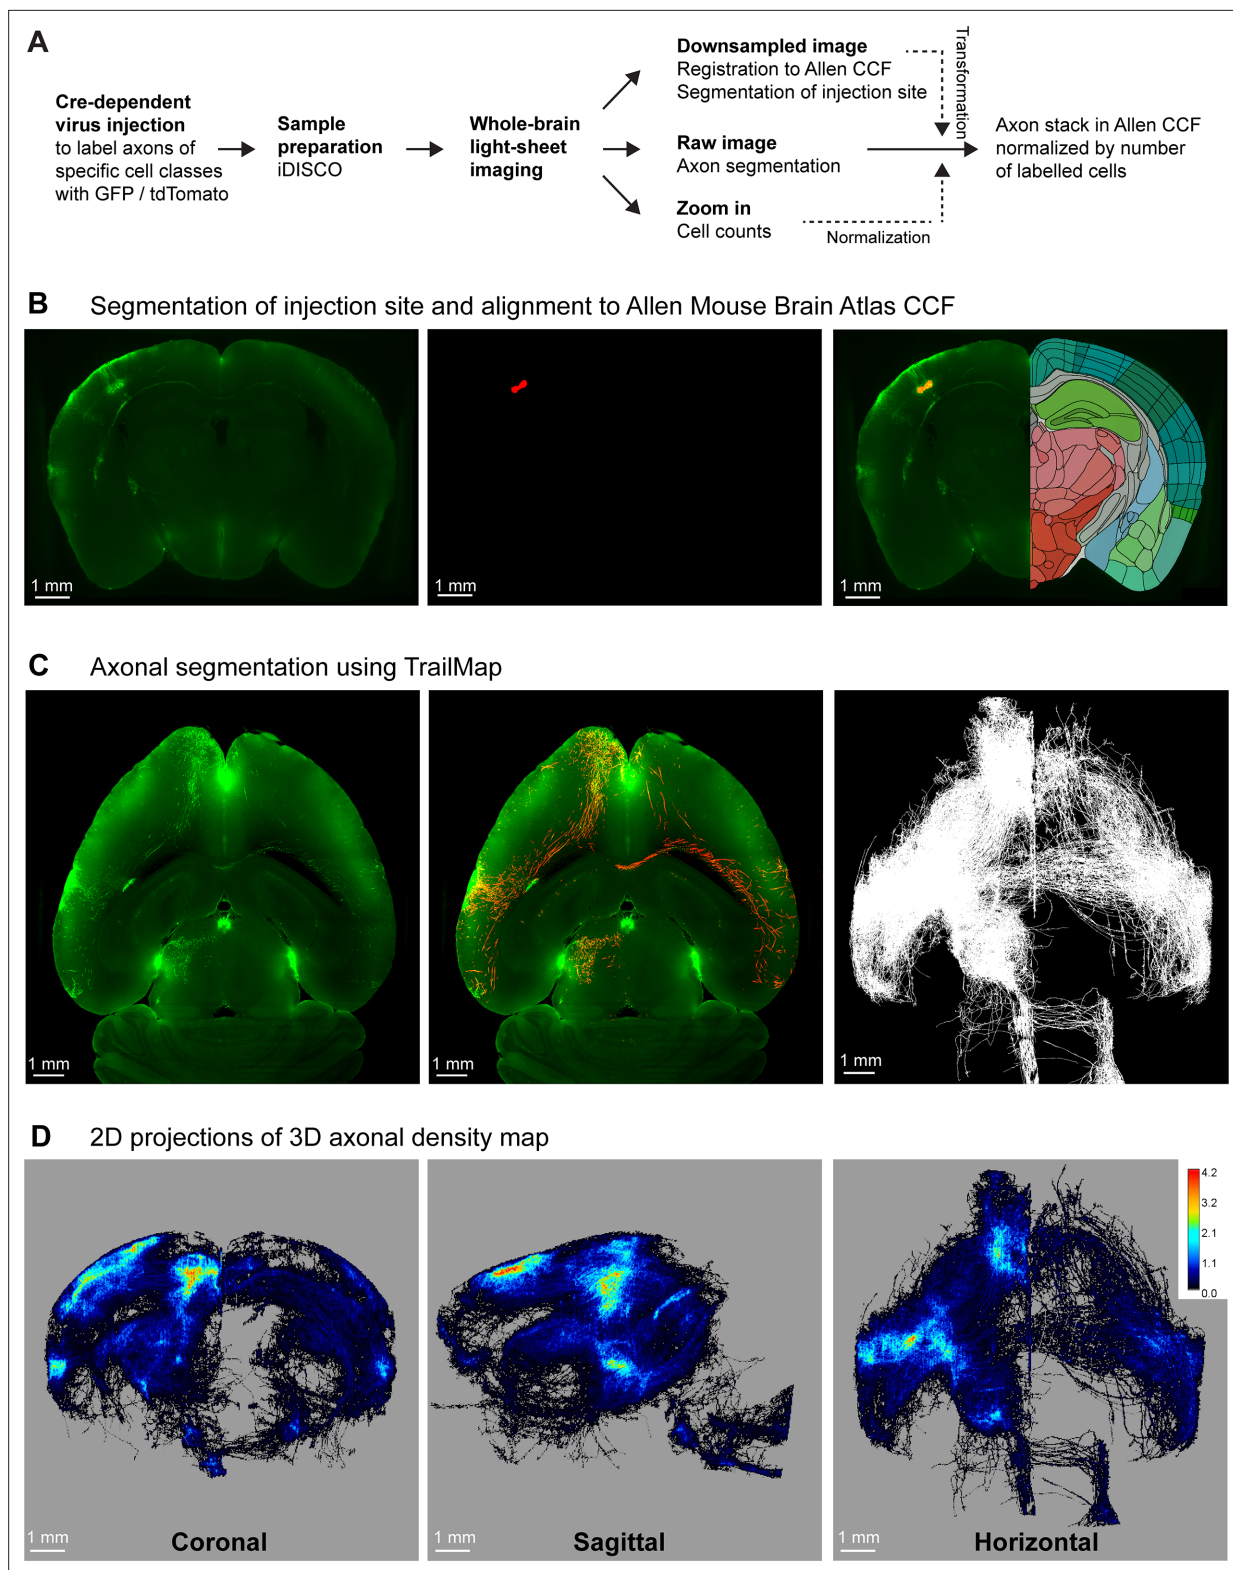 A
Cre-dependent
virus injection
to label axons of
specific cell classes
with GFP / tdTomato
Sample
preparation
iDISCO
Whole-brain
light-sheet
imaging
Downsampled image
Registration to Allen CCF
Segmentation of injection site
Raw image
Axon segmentation
Zoom in
Cell counts
Transformation
Normalization
Axon stack in Allen CCF
normalized by number
of labelled cells
B Segmentation of injection site and alignment to Allen Mouse Brain Atlas CCF
1 mm
1 mm
1 mm
C Axonal segmentation using TrailMap
1 mm
1 mm
1 mm
D 2D projections of 3D axonal density map
4.2
3.2
2.1
1.1
0.0
1 mm
Coronal
1 mm
Sagittal
1 mm
Horizontal